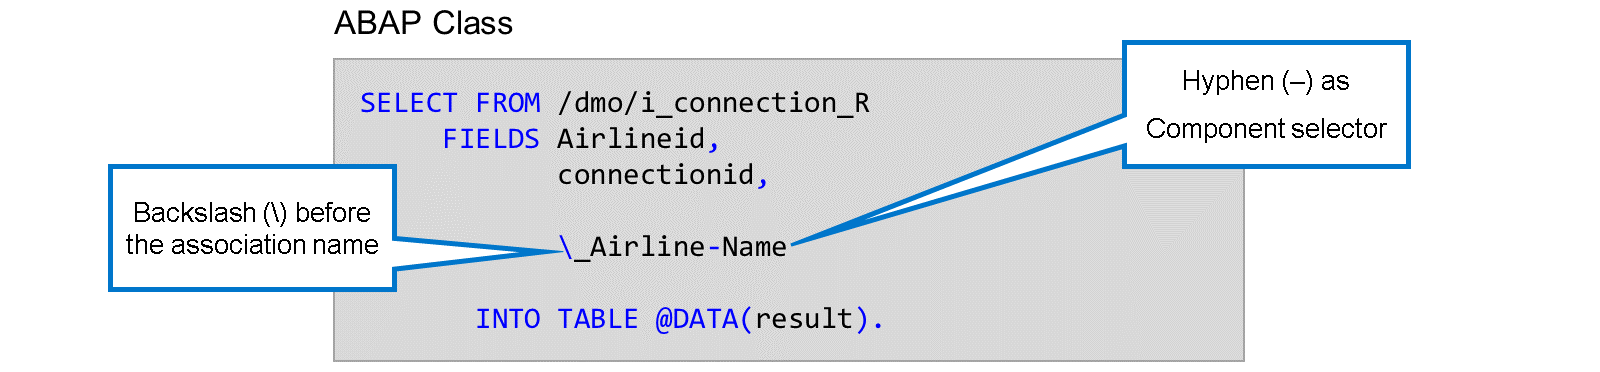 ABAP Class
SELECT FROM /dmo/i_connection_R
FIELDS Airlineid,
connectionid,
\_Airline-Name
INTO TABLE @DATA(result).
Hyphen (–) as
Component selector
Backslash (\) before
the association name